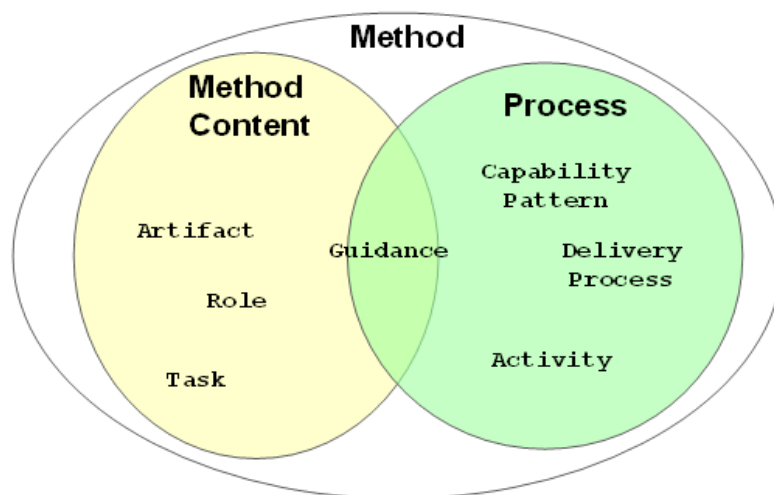 Method
Method
Content
Process
Capability
Pattern
Artifact
Guidance
Delivery
Process
Role
Task
Activity